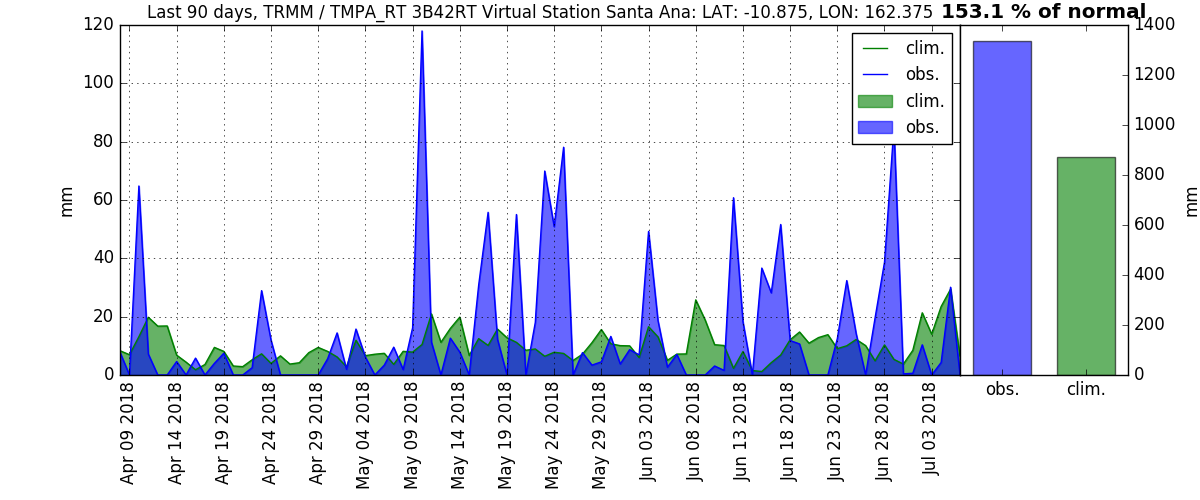 Last 90 days, TRMM / TMPA_RT 3B42RT Virtual Station Santa Ana: LAT: -10.875, LON: 162.375 153.1 % of normal
120
100
80
60
40
20
0
mm
clim.
obs.
clim.
obs.
1400
1200
1000
800
600
400
200
0
mm
obs.
clim.
Apr 09 2018
Apr 14 2018
Apr 19 2018
Apr 24 2018
Apr 29 2018
May 04 2018
May 09 2018
May 14 2018
May 19 2018
May 24 2018
May 29 2018
Jun 03 2018
Jun 08 2018
Jun 13 2018
Jun 18 2018
Jun 23 2018
Jun 28 2018
Jul 03 2018